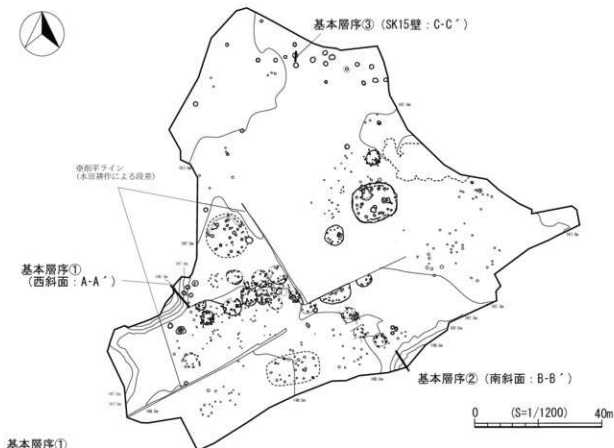 基本層序③ (SK15壁：C-C´)
※削平ライン
(水田耕作による段差)
基本層序①
(西斜面：A-A´)
基本層序② (南斜面：B-B´)
0 (S=1/1200) 40m
基本層序①